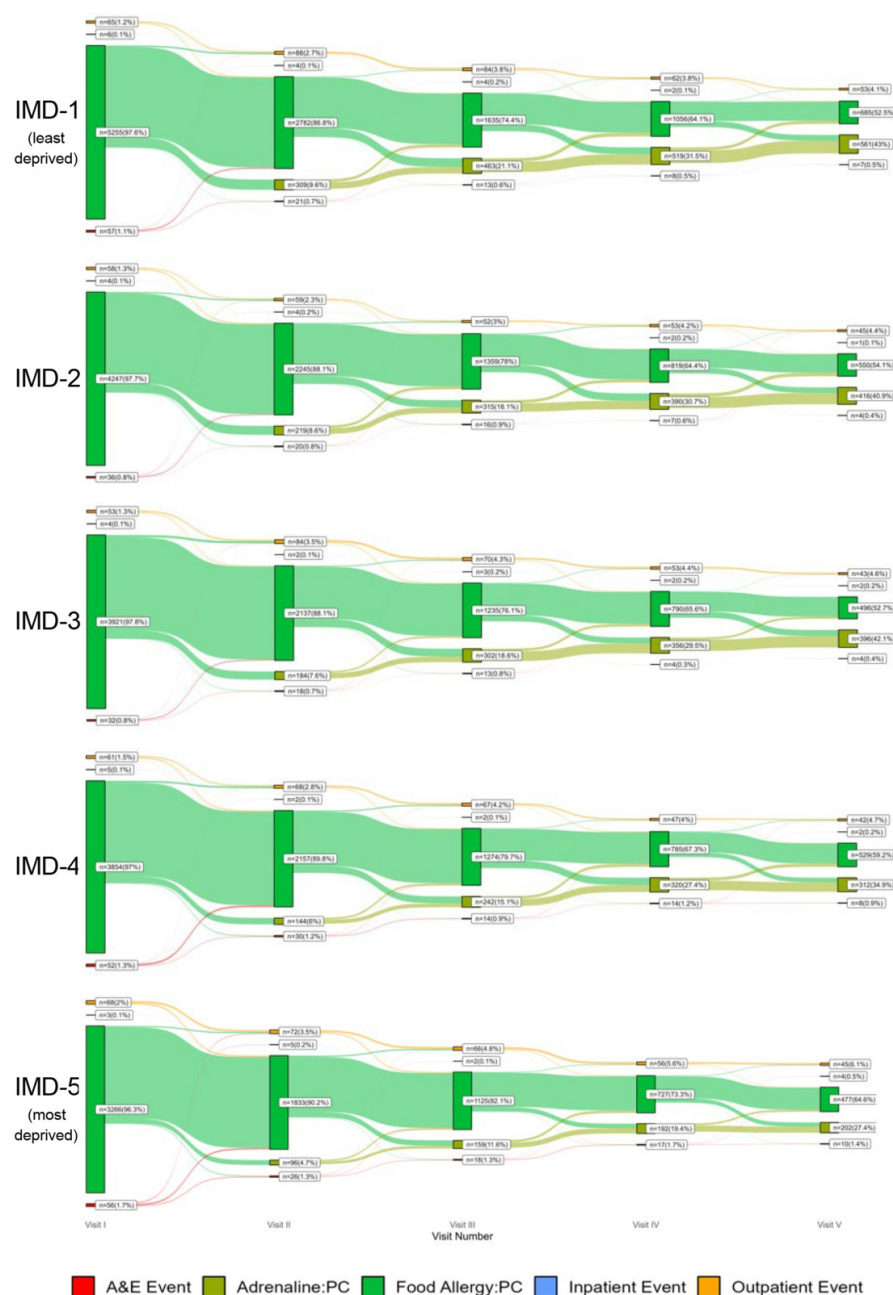 n=65(1.2%)
n=6(0.1%)
n=88(2.7%)
n=4(0.1%)
n=84(3.8%)
n=4(0.2%)
n=62(3.8%)
n=2(0.1%)
n=53(4.1%)
IMD-1
(least
deprived)
n=5255(97.6%)
n=2782(86.8%)
n=1635(74.4%)
n=1056(64.1%)
n=685(52.5%
n=309(9.6%)
n=463(21.1%)
n=519(31.5%)
n=561(43%)
n=57(1.1%)
n=21(0.7%)
n=13(0.6%)
n=8(0.5%)
n=7(0.5%)
n=58(1.3%)
n=4(0.1%)
n=59(2.3%)
n=4(0.2%)
n=52(3%)
n=53(4.2%)
n=2(0.2%)
n=45(4.4%)
n=1(0.1%)
IMD-2
n=4247(97.7%)
n=2245(88.1%)
n=1359(78%)
n=819(64.4%)
n=550(54.1%
n=219(8.6%)
n=315(18.1%)
n=390(30.7%)
n=416(40.9%
n=36(0.8%)
n=20(0.8%)
n=16(0.9%)
n=7(0.6%)
n=4(0.4%)
n=53(1.3%)
n=4(0.1%)
n=84(3.5%)
n=2(0.1%)
n=70(4.3%)
n=3(0.2%)
n=53(4.4%)
n=2(0.2%)
n=43(4.6%)
n=2(0.2%)
IMD-3
n=3921(97.8%)
n=2137(88.1%)
n=1235(76.1%)
n=790(65.6%)
n=496(52.7%
n=184(7.6%)
n=302(18.6%)
n=356(29.5%)
n=396(42.1%
n=32(0.8%)
n=18(0.7%)
n=13(0.8%)
n=4(0.3%)
n=4(0.4%)
n=61(1.5%)
n=5(0.1%)
n=68(2.8%)
n=2(0.1%)
n=67(4.2%)
n=2(0.1%)
n=47(4%)
n=42(4.7%)
n=2(0.2%)
IMD-4
n=3854(97%)
n=2157(89.8%)
n=1274(79.7%)
n=785(67.3%)
n=529(59.2%
n=144(6%)
n=242(15.1%)
n=320(27.4%)
n=312(34.9%
n=52(1.3%)
n=30(1.2%)
n=14(0.9%)
n=14(1.2%)
n=8(0.9%)
n=68(2%)
n=3(0.1%)
n=72(3.5%)
n=5(0.2%)
n=66(4.8%)
n=2(0.1%)
n=56(5.6%)
n=45(6.1%)
n=4(0.5%)
IMD-5
(most
deprived)
n=3266(96.3%)
n=1833(90.2%)
n=1125(82.1%)
n=727(73.3%)
n=477(64.6%
n=96(4.7%)
n=159(11.6%)
n=192(19.4%)
n=202(27.4%
n=56(1.7%)
n=26(1.3%)
n=18(1.3%)
n=17(1.7%)
n=10(1.4%)
Visit I Visit II Visit III Visit IV Visit V
Visit Number
A&E Event Adrenaline:PC Food Allergy:PC Inpatient Event Outpatient Event